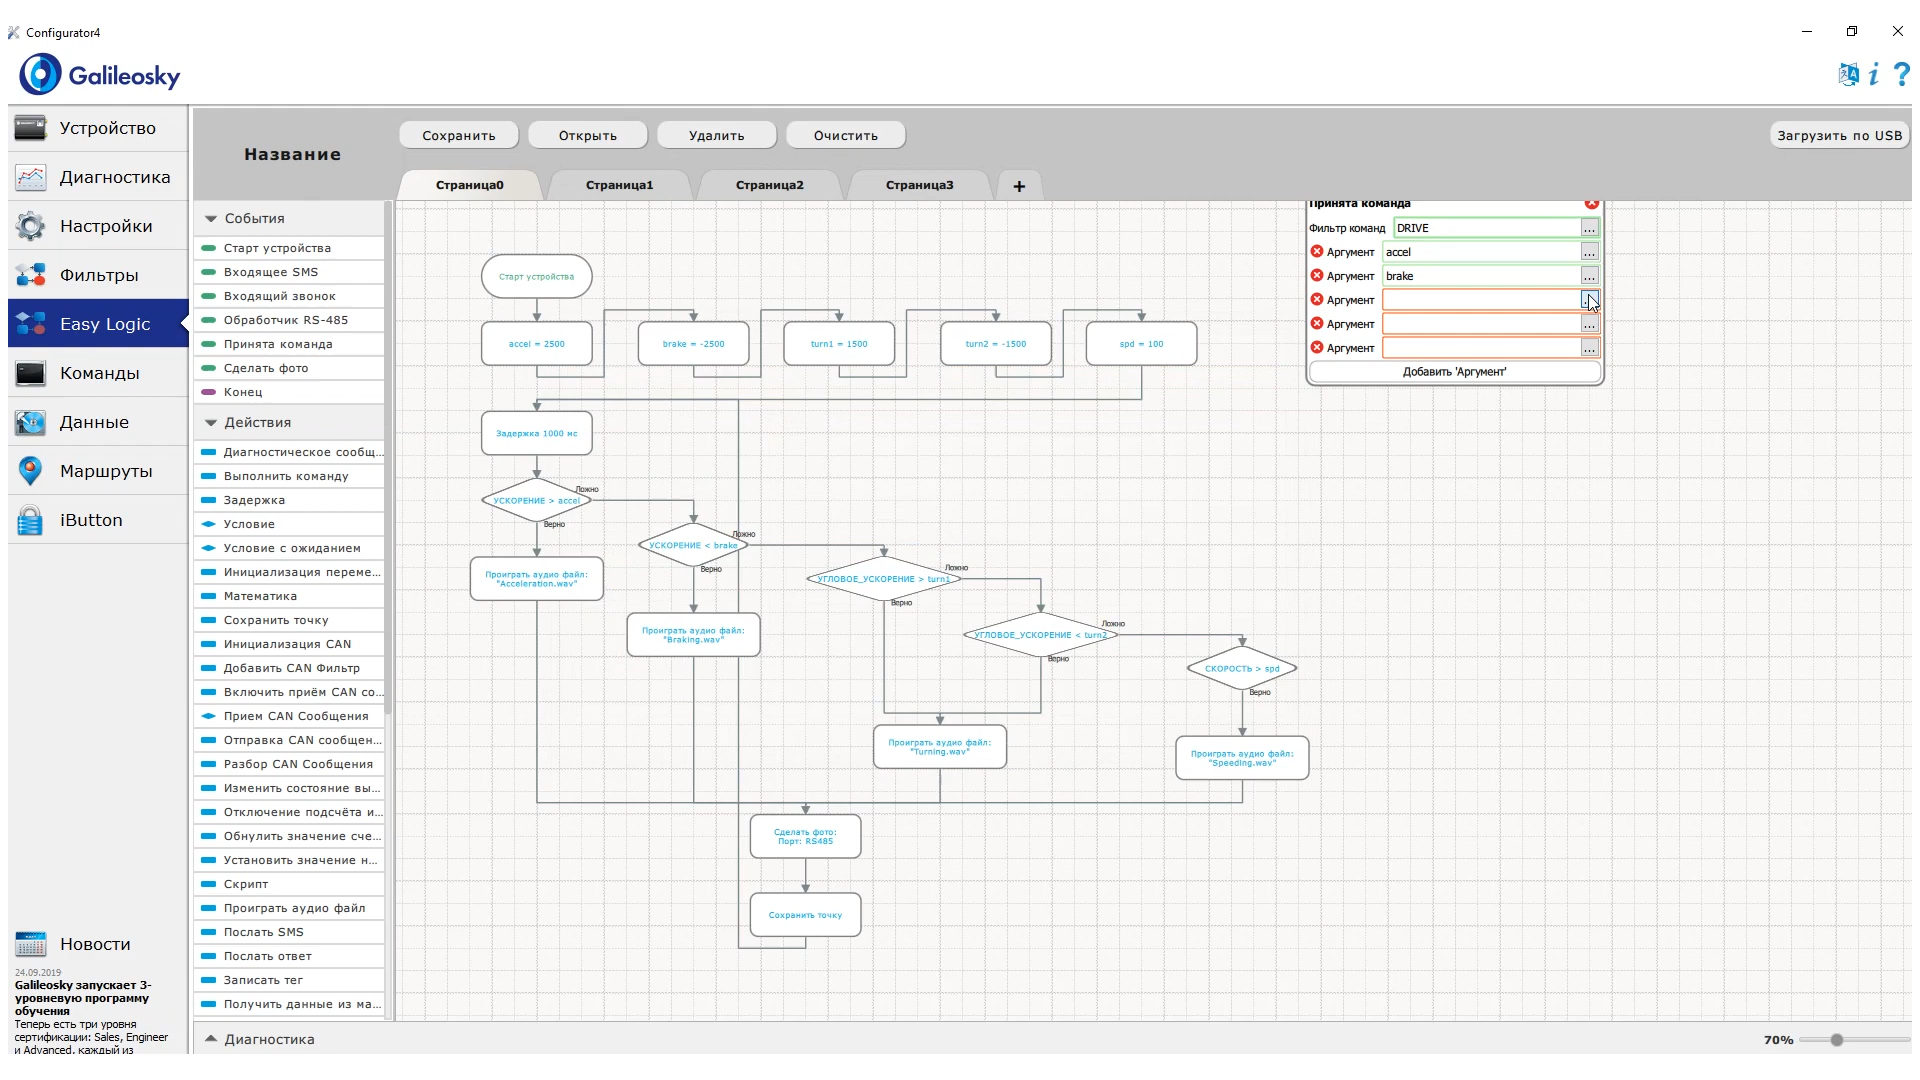 Configurator4
Galileosky
Устройство
Диагностика
Настройки
Фильтры
Easy Logic
Команды
Данные
Маршруты
iButton
Новости
24.09.2019
Galileosky запускает 3-
уровневую программу
обучения
Теперь есть три уровня
сертификации: Sales, Engineer
и Advanced, каждый из
Название
Сохранить
Открыть
Удалить
Очистить
Загрузить по USB
Страница0
Страница1
Страница2
Страница3
+
События
Старт устройства
Входящее SMS
Входящий звонок
Обработчик RS-485
Принята команда
Сделать фото
Конец
Действия
Диагностическое сообщ...
Выполнить команду
Задержка
Условие
Условие с ожиданием
Инициализация переме...
Математика
Сохранить точку
Инициализация CAN
Добавить CAN Фильтр
Включить приём CAN со...
Прием CAN Сообщения
Отправка CAN сообщен...
Разбор CAN Сообщения
Изменить состояние вы...
Отключение подсчёта и...
Обнулить значение сче...
Установить значение н...
Скрипт
Проиграть аудио файл
Послать SMS
Послать ответ
Записать тег
Получить данные из ма...
Старт устройства
accel = 2500
brake = -2500
turn1 = 1500
turn2 = -1500
spd = 100
Задержка 1000 мс
УСКОРЕНИЕ > accel
Ложно
Верно
УСКОРЕНИЕ < brake
Ложно
Верно
УГЛОВОЕ_УСКОРЕНИЕ > turn1
Ложно
Верно
УГЛОВОЕ_УСКОРЕНИЕ < turn2
Ложно
Верно
СКОРОСТЬ > spd
Верно
Проиграть аудио файл:
"Acceleration.wav"
Проиграть аудио файл:
"Braking.wav"
Проиграть аудио файл:
"Turning.wav"
Проиграть аудио файл:
"Speeding.wav"
Сделать фото:
Порт: RS485
Сохранить точку
Принята команда
Фильтр команд DRIVE ...
Аргумент accel ...
Аргумент brake ...
Аргумент ...
Аргумент ...
Аргумент ...
Добавить 'Аргумент'
Диагностика
70%